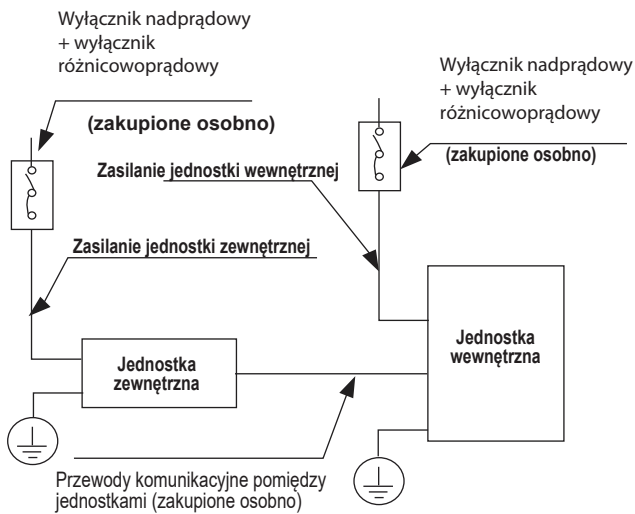 Wyłącznik nadprądowy
+ wyłącznik
różnicowoprądowy
(zakupione osobno)
Wyłącznik nadprądowy
+ wyłącznik
różnicowoprądowy
(zakupione osobno)
Zasilanie jednostki wewnętrznej
Zasilanie jednostki zewnętrznej
Jednostka
zewnętrzna
Jednostka
wewnętrzna
Przewody komunikacyjne pomiędzy
jednostkami (zakupione osobno)